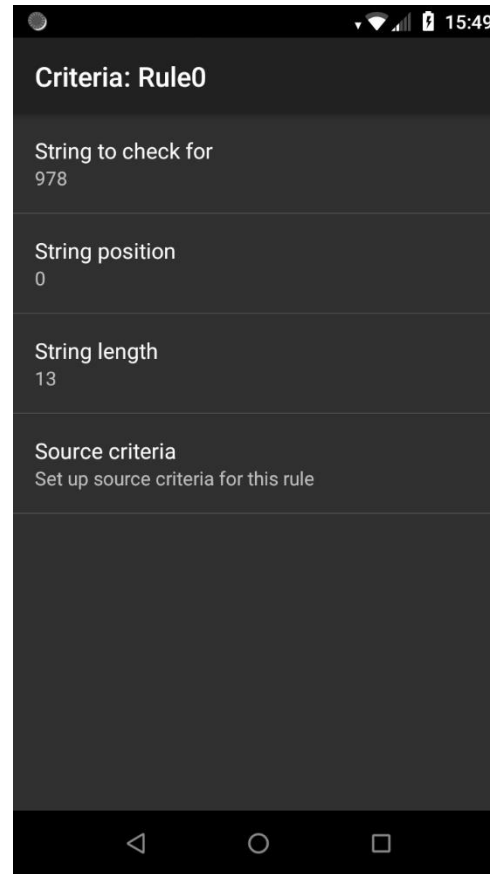 15:49
Criteria: Rule0
String to check for
978
String position
0
String length
13
Source criteria
Set up source criteria for this rule